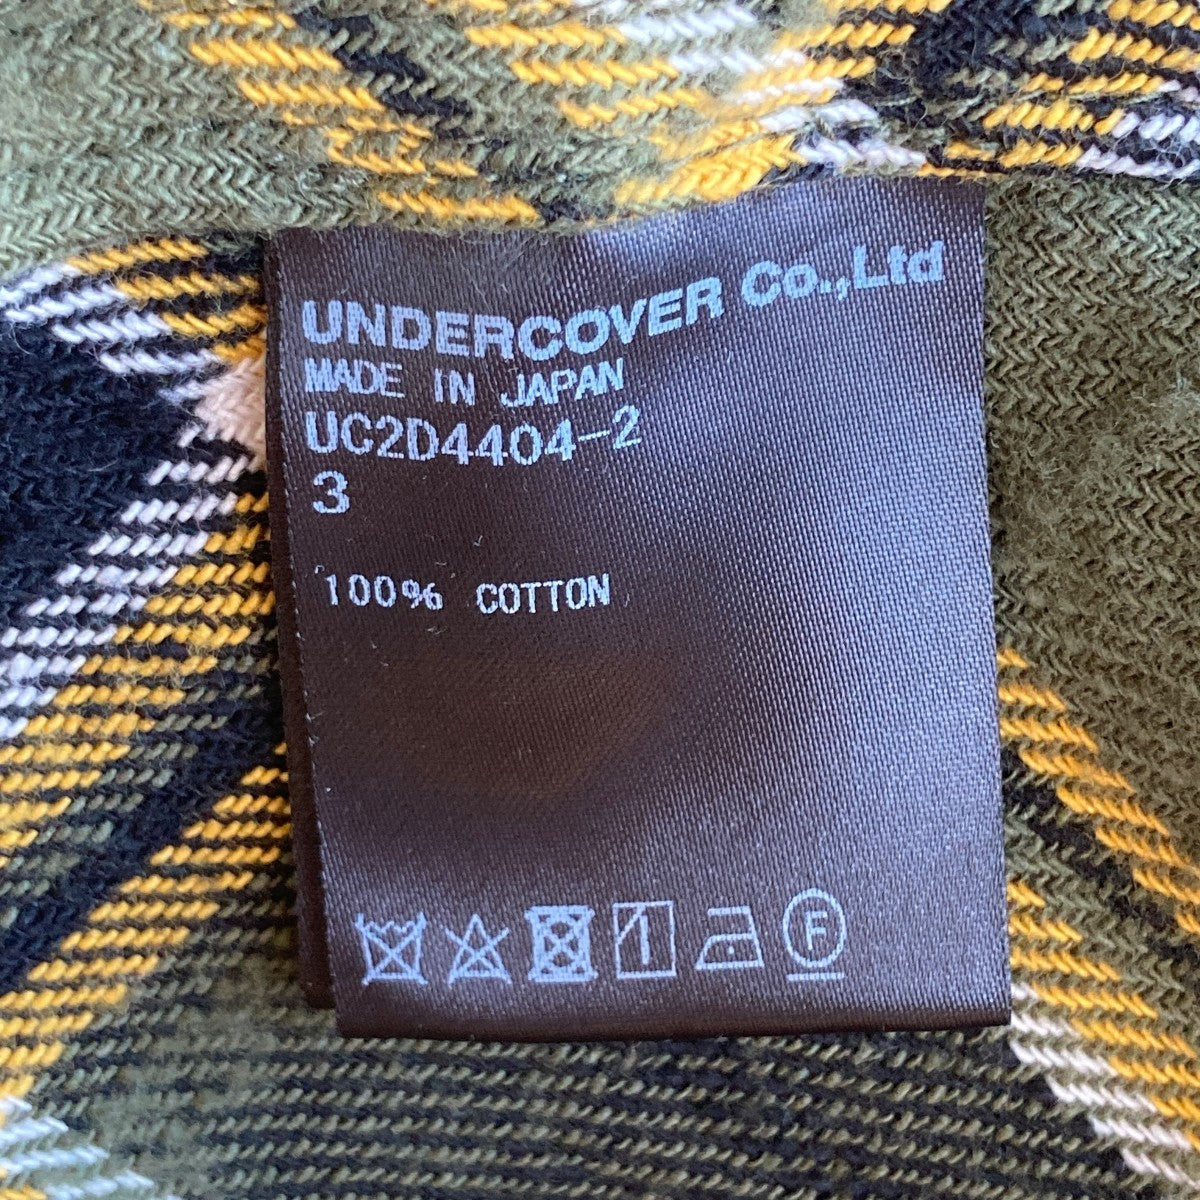 UNDERCOVER Co.,Ltd
MADE IN JAPAN
UC2D4404-2
3
100% COTTON
F